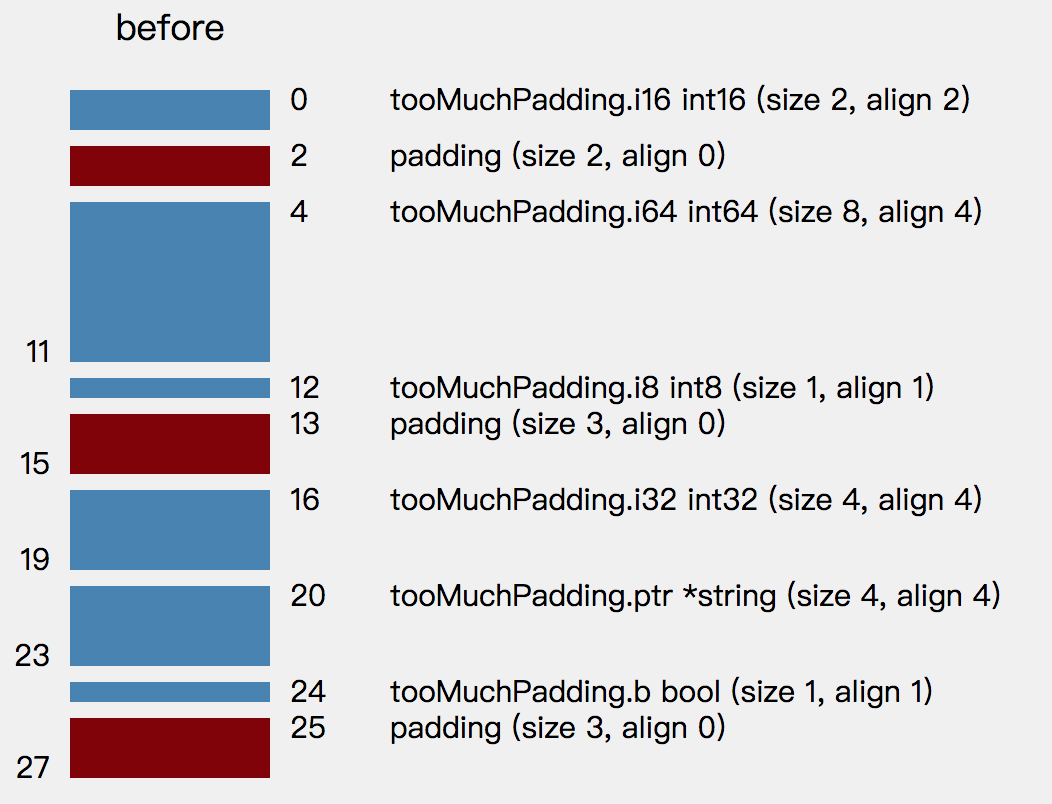 before
0 tooMuchPadding.i16 int16 (size 2, align 2)
2 padding (size 2, align 0)
4 tooMuchPadding.i64 int64 (size 8, align 4)
11
12 tooMuchPadding.i8 int8 (size 1, align 1)
13 padding (size 3, align 0)
15
16 tooMuchPadding.i32 int32 (size 4, align 4)
19
20 tooMuchPadding.ptr *string (size 4, align 4)
23
24 tooMuchPadding.b bool (size 1, align 1)
25 padding (size 3, align 0)
27